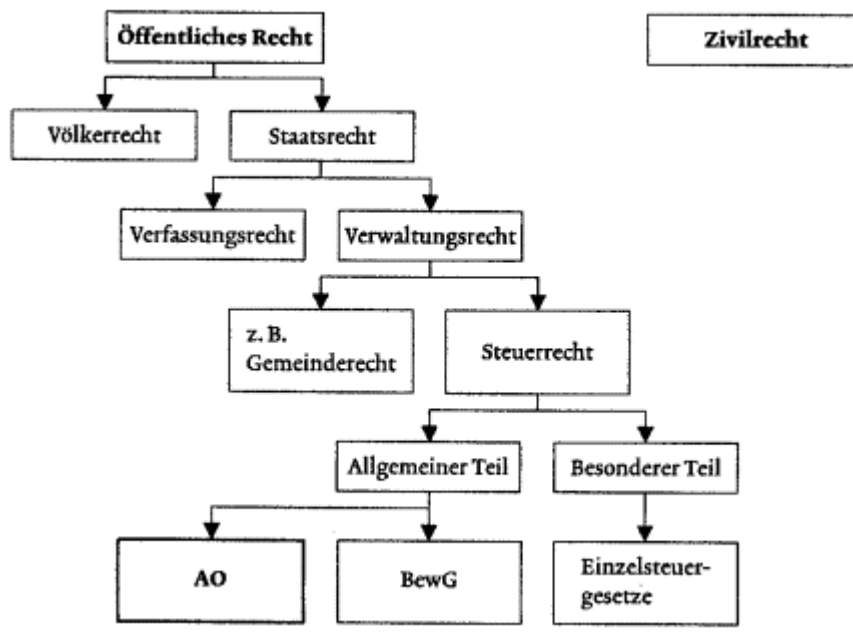 Öffentliches Recht
Zivilrecht
Völkerrecht
Staatsrecht
Verfassungsrecht
Verwaltungsrecht
z. B.
Gemeinderecht
Steuerrecht
Allgemeiner Teil
Besonderer Teil
AO
BewG
Einzelsteuer-
gesetze